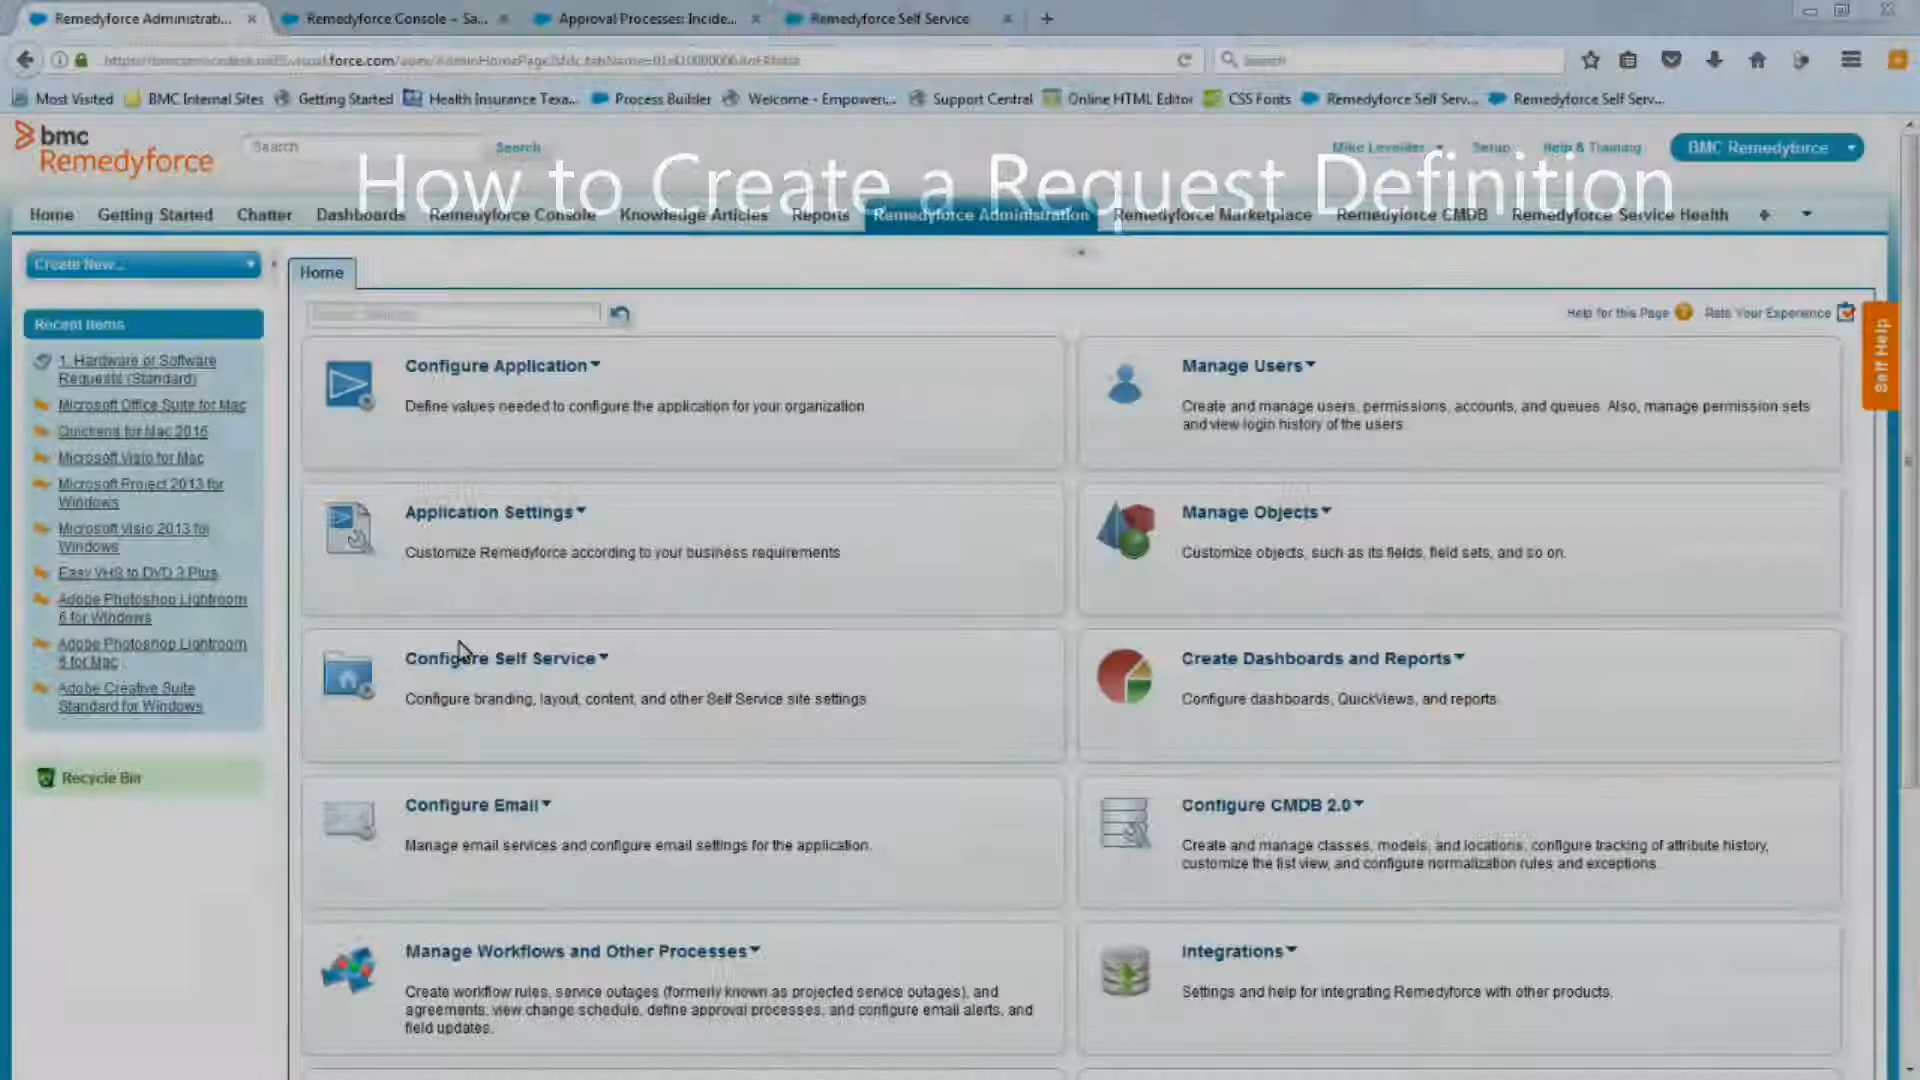 Remedyforce Administrati...
Remedyforce Console – Sa...
Approval Processes: Incide...
Remedyforce Self Service
Search
Most Visited
BMC Internal Sites
Getting Started
Health Insurance Texa...
Process Builder
Welcome - Empower...
Support Central
Online HTML Editor
CSS Fonts
Remedyforce Self Serv...
Remedyforce Self Serv...
bmc
Remedyforce
Search
Search
Setup
Help & Training
BMC Remedyforce
How to Create a Request Definition
Home
Getting Started
Chatter
Dashboards
Remedyforce Console
Knowledge Articles
Reports
Remedyforce Administration
Remedyforce Marketplace
Remedyforce CMDB
Remedyforce Service Health
Create New...
Home
Help for this Page
Rate Your Experience
Self Help
Recent Items
1. Hardware or Software
Requests (Standard)
Microsoft Office Suite for Mac
Quickens for Mac 2016
Microsoft Visio for Mac
Microsoft Project 2013 for
Windows
Microsoft Visio 2013 for
Windows
Easy VHS to DVD 3 Plus
Adobe Photoshop Lightroom
6 for Windows
Adobe Photoshop Lightroom
for Mac
Adobe Creative Suite
Standard for Windows
Recycle Bin
Configure Application
Define values needed to configure the application for your organization
Manage Users
Create and manage users, permissions, accounts, and queues. Also, manage permission sets
and view login history of the users.
Application Settings
Customize Remedyforce according to your business requirements
Manage Objects
Customize objects, such as its fields, field sets, and so on.
Configure Self Service
Configure branding, layout, content, and other Self Service site settings
Create Dashboards and Reports
Configure dashboards, QuickViews, and reports.
Configure Email
Manage email services and configure email settings for the application.
Configure CMDB 2.0
Create and manage classes, models, and locations, configure tracking of attribute history,
customize the list view, and configure normalization rules and exceptions.
Manage Workflows and Other Processes
Create workflow rules, service outages (formerly known as projected service outages), and
agreements, view change schedule, define approval processes, and configure email alerts, and
field updates.
Integrations
Settings and help for integrating Remedyforce with other products.